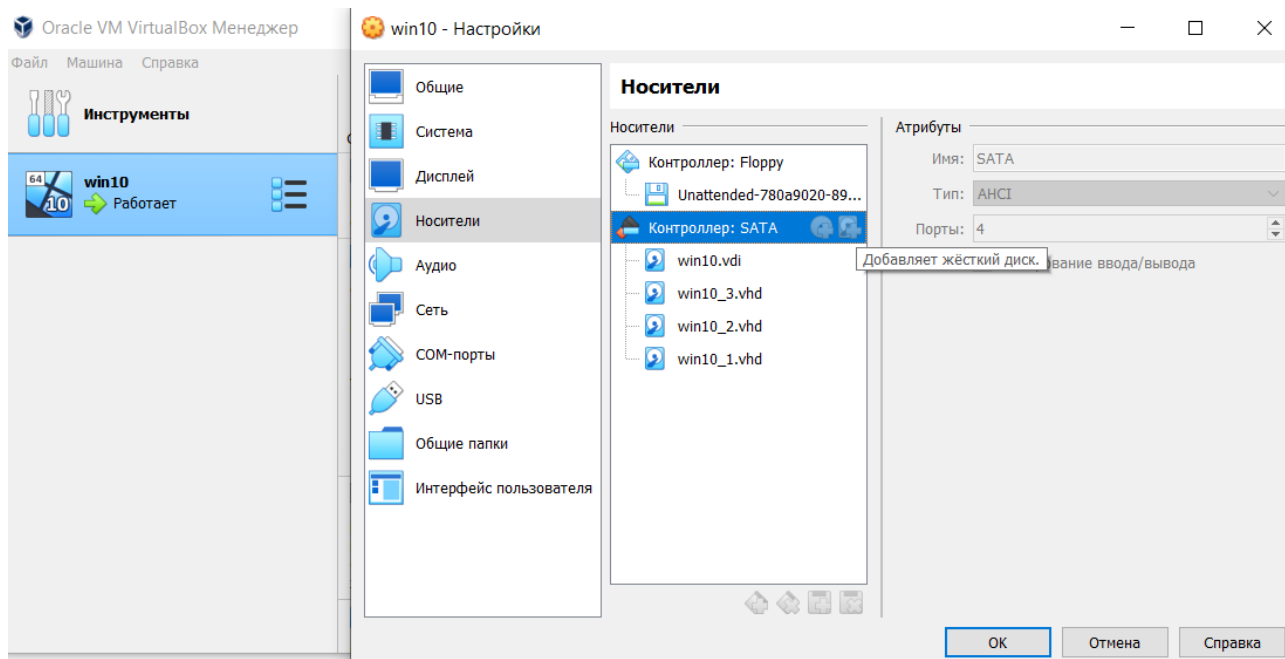 Oracle VM VirtualBox Менеджер
Файл Машина Справка
Инструменты
64
10
win10
Работает
win10 - Настройки
Общие
Система
Дисплей
Носители
Аудио
Сеть
COM-порты
USB
Общие папки
Интерфейс пользователя
Носители
Носители
Контроллер: Floppy
Unattended-780a9020-89...
Контроллер: SATA
win10.vdi
win10_3.vhd
win10_2.vhd
win10_1.vhd
Атрибуты
Имя: SATA
Тип: AHCI
Порты: 4
Добавляет жёсткий диск.
ввода/вывода
OK Отмена Справка